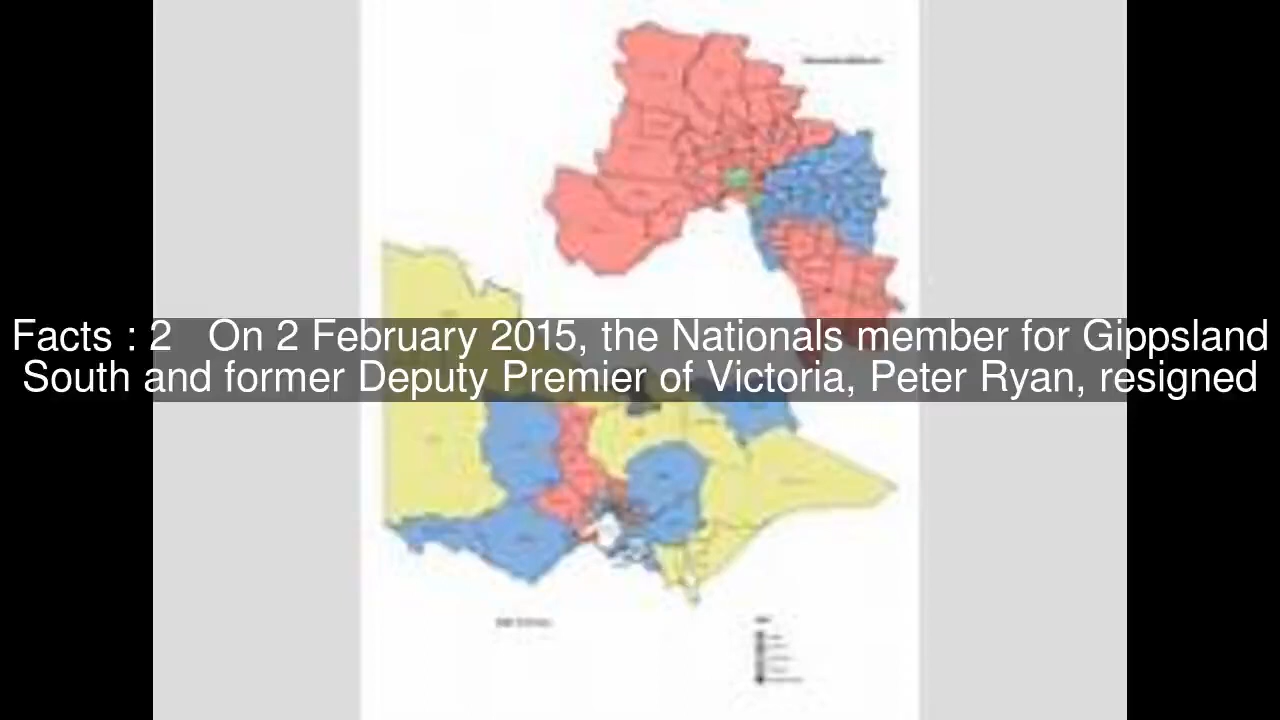 Facts : 2 On 2 February 2015, the Nationals member for Gippsland
South and former Deputy Premier of Victoria, Peter Ryan, resigned